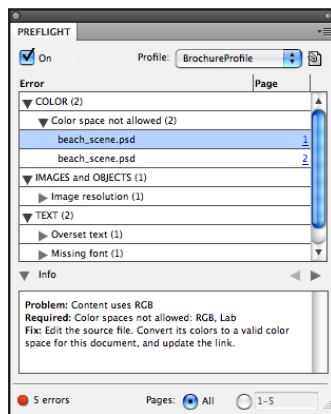 PREFLIGHT
On Profile: BrochureProfile
Error Page
COLOR (2)
Color space not allowed (2)
beach_scene.psd 1
beach_scene.psd 2
IMAGES and OBJECTS (1)
Image resolution (1)
TEXT (2)
Overset text (1)
Missing font (1)
Info
Problem: Content uses RGB
Required: Color spaces not allowed: RGB, Lab
Fix: Edit the source file. Convert its colors to a valid color
space for this document, and update the link.
5 errors Pages: All 1-5